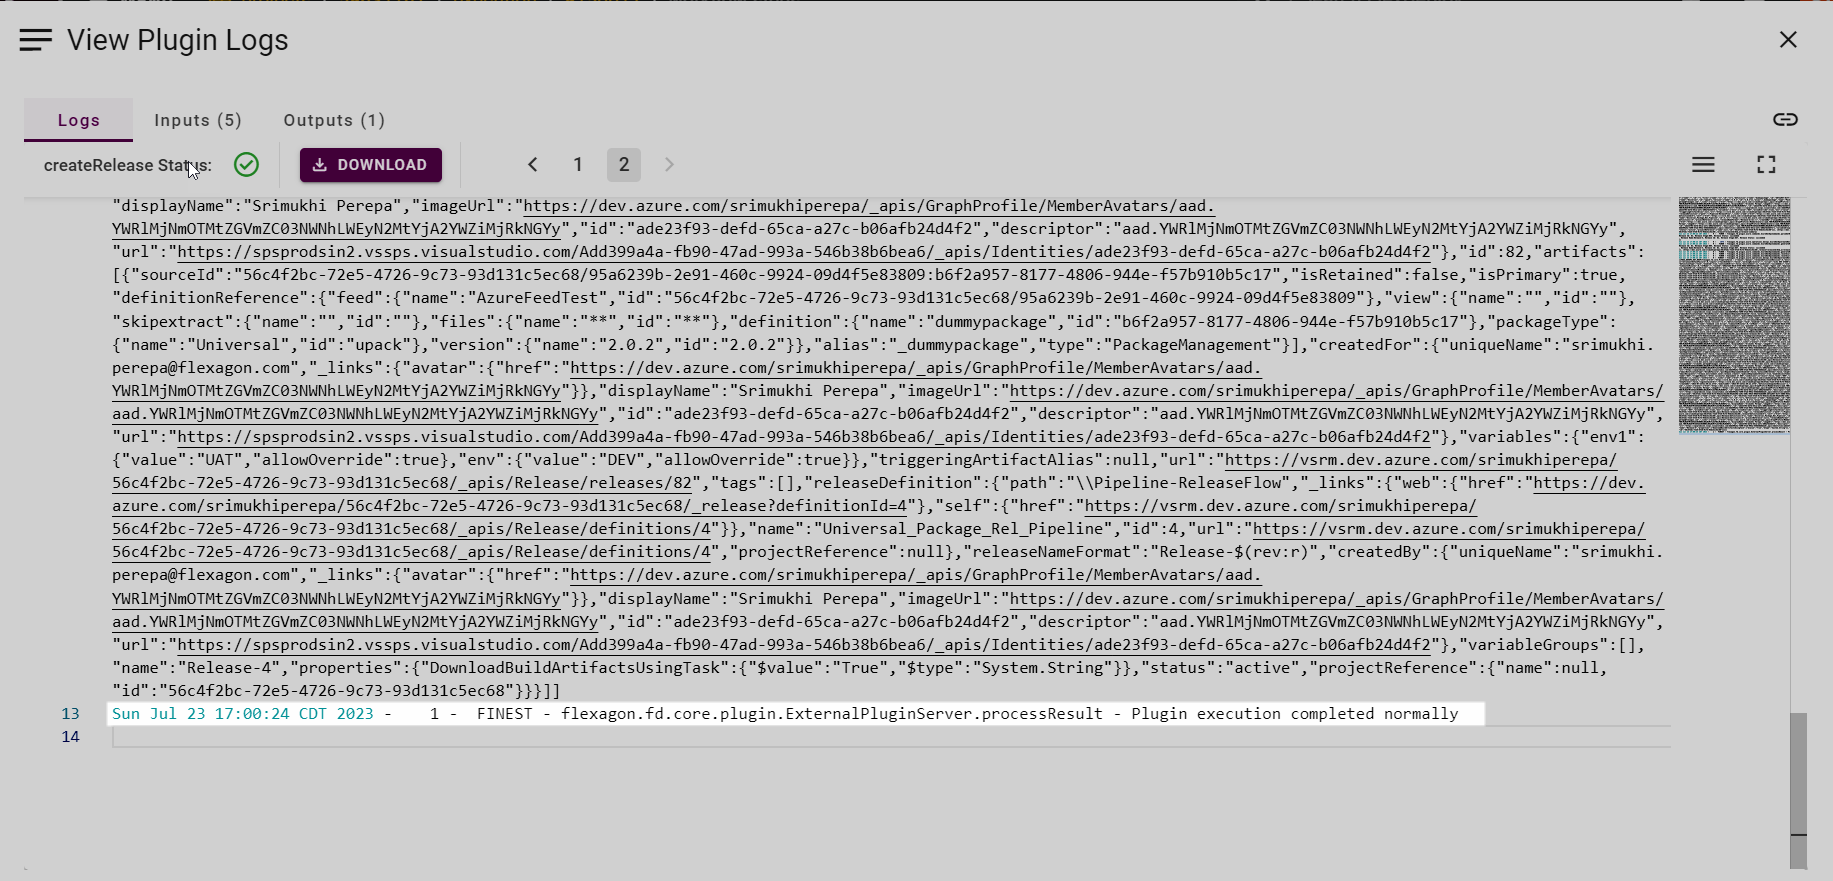 View Plugin Logs
Logs
Inputs (5)
Outputs (1)
createRelease Status:
DOWNLOAD
1
2
"displayName":"Srimukhi Perepa","imageUrl":"https://dev.azure.com/srimukhiperepa/_apis/GraphProfile/MemberAvatars/aad.
YWRlMjNmOTMtZGVmZC03NWNhLWEyN2MtYjA2YWZiMjRkNGYy","id":"ade23f93-defd-65ca-a27c-b06afb24d4f2","descriptor":"aad.YWRlMjNmOTMtZGVmZC03NWNhLWEyN2MtYjA2YWZiMjRkNGYy",
"url":"https://spsprodsin2.vssps.visualstudio.com/Add399a4a-fb90-47ad-993a-546b38b6bea6/_apis/Identities/ade23f93-defd-65ca-a27c-b06afb24d4f2"},"id":82,"artifacts":
[{"sourceId":"56c4f2bc-72e5-4726-9c73-93d131c5ec68/95a6239b-2e91-460c-9924-09d4f5e83809:b6f2a957-8177-4806-944e-f57b910b5c17","isRetained":false,"isPrimary":true,
"definitionReference":{"feed":{"name":"AzureFeedTest","id":"56c4f2bc-72e5-4726-9c73-93d131c5ec68/95a6239b-2e91-460c-9924-09d4f5e83809"},"view":{"name":"","id":""},
"skipextract":{"name":"","id":""},"files":{"name":"**","id":"**"},"definition":{"name":"dummypackage","id":"b6f2a957-8177-4806-944e-f57b910b5c17"},"packageType":
{"name":"Universal","id":"upack"},"version":{"name":"2.0.2","id":"2.0.2"}},"alias":"_dummypackage","type":"PackageManagement"}],"createdFor":{"uniqueName":"srimukhi.
perepa@flexagon.com","_links":{"avatar":{"href":"https://dev.azure.com/srimukhiperepa/_apis/GraphProfile/MemberAvatars/aad.
YWRlMjNmOTMtZGVmZC03NWNhLWEyN2MtYjA2YWZiMjRkNGYy"}},"displayName":"Srimukhi Perepa","imageUrl":"https://dev.azure.com/srimukhiperepa/_apis/GraphProfile/MemberAvatars/
aad.YWRlMjNmOTMtZGVmZC03NWNhLWEyN2MtYjA2YWZiMjRkNGYy","id":"ade23f93-defd-65ca-a27c-b06afb24d4f2","descriptor":"aad.YWRlMjNmOTMtZGVmZC03NWNhLWEyN2MtYjA2YWZiMjRkNGYy",
"url":"https://spsprodsin2.vssps.visualstudio.com/Add399a4a-fb90-47ad-993a-546b38b6bea6/_apis/Identities/ade23f93-defd-65ca-a27c-b06afb24d4f2"},"variables":{"env1":
{"value":"UAT","allowOverride":true},"env":{"value":"DEV","allowOverride":true}},"triggeringArtifactAlias":null,"url":"https://vsrm.dev.azure.com/srimukhiperepa/
56c4f2bc-72e5-4726-9c73-93d131c5ec68/_apis/Release/releases/82","tags":[],"releaseDefinition":{"path":"\\Pipeline-ReleaseFlow","_links":{"web":{"href":"https://dev.
azure.com/srimukhiperepa/56c4f2bc-72e5-4726-9c73-93d131c5ec68/_release?definitionId=4"},"self":{"href":"https://vsrm.dev.azure.com/srimukhiperepa/
56c4f2bc-72e5-4726-9c73-93d131c5ec68/_apis/Release/definitions/4"}},"name":"Universal_Package_Rel_Pipeline","id":4,"url":"https://vsrm.dev.azure.com/srimukhiperepa/
56c4f2bc-72e5-4726-9c73-93d131c5ec68/_apis/Release/definitions/4","projectReference":null},"releaseNameFormat":"Release-$(rev:r)","createdBy":{"uniqueName":"srimukhi.
perepa@flexagon.com","_links":{"avatar":{"href":"https://dev.azure.com/srimukhiperepa/_apis/GraphProfile/MemberAvatars/aad.
YWRlMjNmOTMtZGVmZC03NWNhLWEyN2MtYjA2YWZiMjRkNGYy"}},"displayName":"Srimukhi Perepa","imageUrl":"https://dev.azure.com/srimukhiperepa/_apis/GraphProfile/MemberAvatars/
aad.YWRlMjNmOTMtZGVmZC03NWNhLWEyN2MtYjA2YWZiMjRkNGYy","id":"ade23f93-defd-65ca-a27c-b06afb24d4f2","descriptor":"aad.YWRlMjNmOTMtZGVmZC03NWNhLWEyN2MtYjA2YWZiMjRkNGYy",
"url":"https://spsprodsin2.vssps.visualstudio.com/Add399a4a-fb90-47ad-993a-546b38b6bea6/_apis/Identities/ade23f93-defd-65ca-a27c-b06afb24d4f2"},"variableGroups":[],
"name":"Release-4","properties":{"DownloadBuildArtifactsUsingTask":{"$value":"True","$type":"System.String"}},"status":"active","projectReference":{"name":null,
"id":"56c4f2bc-72e5-4726-9c73-93d131c5ec68"}}}]]
13 Sun Jul 23 17:00:24 CDT 2023 - 1 - FINEST - flexagon.fd.core.plugin.ExternalPluginServer.processResult - Plugin execution completed normally
14